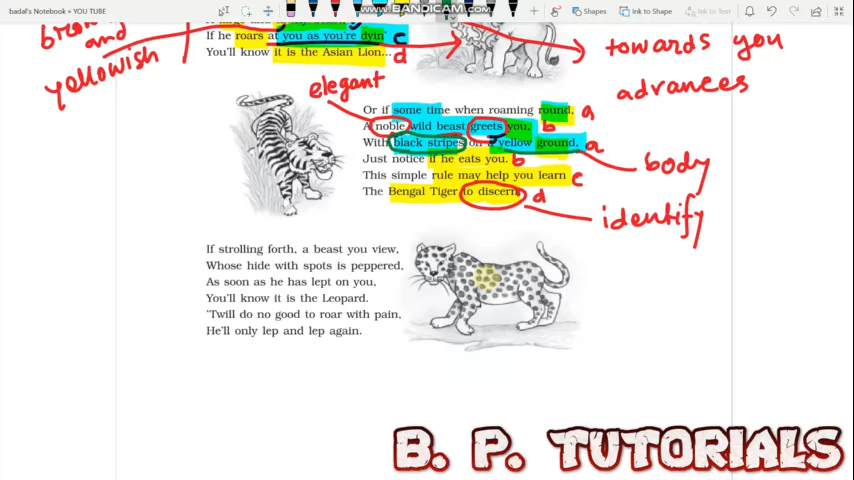 badal's Notebook » YOU TUBE
WWW.BANDICAM.COM
Shapes
Ink to Shape
Ink to Text
and
yellowish
If he roars at you as you're dyin'
c
You'll know it is the Asian Lion...
d
towards you
advances
elegant
Or if some time when roaming round,
a
A noble wild beast greets you,
b
With black stripes on a yellow ground,
a
Just notice if he eats you.
b
This simple rule may help you learn
c
The Bengal Tiger to discern.
d
body
identify
If strolling forth, a beast you view,
Whose hide with spots is peppered,
As soon as he has lept on you,
You'll know it is the Leopard.
'Twill do no good to roar with pain,
He'll only lep and lep again.
B. P. TUTORIALS